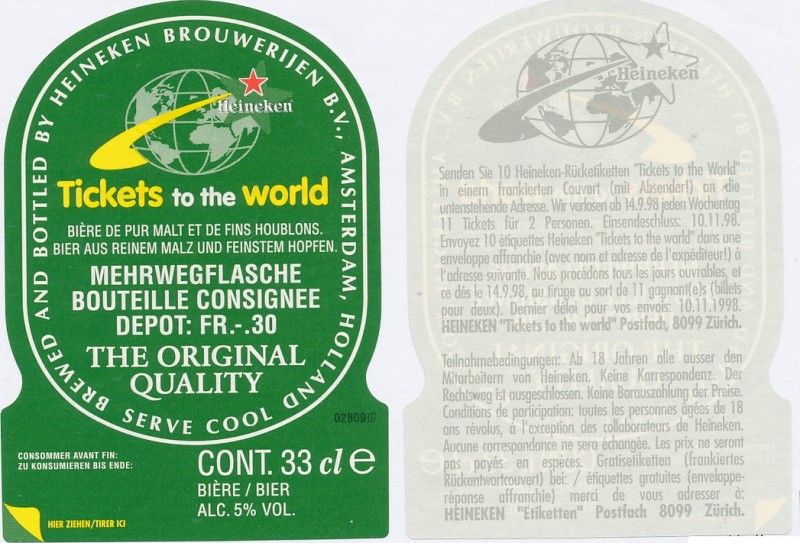 BREWED AND BOTTLED BY HEINEKEN BROUWERIJEN B.V., AMSTERDAM, HOLLAND
Heineken
Tickets to the world
BIÈRE DE PUR MALT ET DE FINS HOUBLONS.
BIER AUS REINEM MALZ UND FEINSTEM HOPFEN.
MEHRWEGFLASCHE
BOUTEILLE CONSIGNEE
DEPOT: FR.-.30
THE ORIGINAL
QUALITY
SERVE COOL
02809
CONSOMMER AVANT FIN:
ZU KONSUMIEREN BIS ENDE:
CONT. 33 cl e
BIÈRE / BIER
ALC. 5% VOL.
HIER ZIEHEN/TIRER ICI
Heineken
Senden Sie 10 Heineken-Rücketiketten "Tickets to the World"
in einem frankierten Couvert (mit Absender!) an die
untenstehende Adresse. Wir verlosen ab 14.9.98 jeden Wochentag
11 Tickets für 2 Personen. Einsendeschluss: 10.11.98.
Envoyez 10 étiquettes Heineken "Tickets to the world" dans une
enveloppe affranchie (avec nom et adresse de l'expéditeur!) à
l'adresse suivante. Nous procédons tous les jours ouvrables, et
ce dès le 14.9.98, au tirage au sort de 11 gagnant(e)s (billets
pour deux). Dernier délai pour vos envois: 10.11.1998.
HEINEKEN "Tickets to the world" Postfach, 8099 Zürich.
Teilnahmebedingungen: Ab 18 Jahren alle ausser den
Mitarbeitern von Heineken. Keine Korrespondenz. Der
Rechtsweg ist ausgeschlossen. Keine Barauszahlung der Preise.
Conditions de participation: toutes les personnes âgées de 18
ans révolus, à l'exception des collaborateurs de Heineken.
Aucune correspondance ne sera échangée. Les prix ne seront
pas payés en espèces. Gratisetiketten (frankiertes
Rückantwortcouvert) bei: / étiquettes gratuites (enveloppe-
réponse affranchie) merci de vous adresser à:
HEINEKEN "Etiketten" Postfach 8099 Zürich.